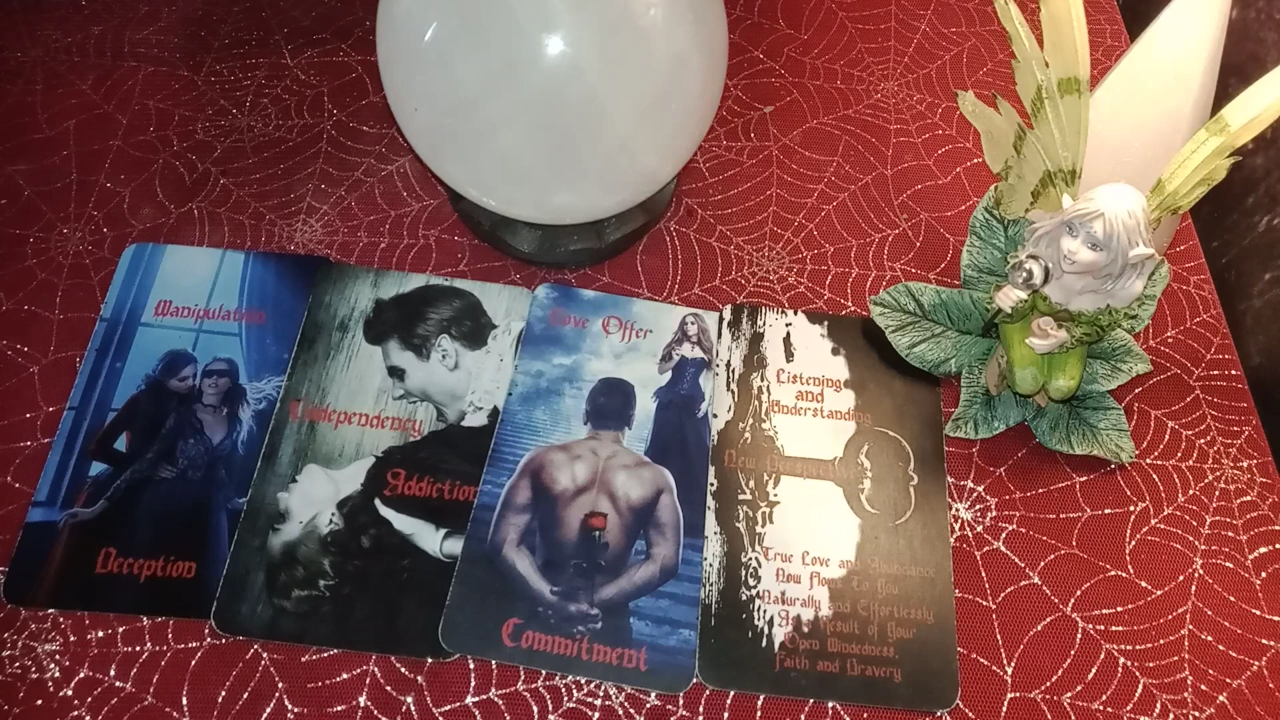 Manipulation
Deception
Codependency
Addiction
Love Offer
Commitment
Listening
and
Understanding
New Perspective
True Love and Abundance
Now Flows To You
Naturally and Effortlessly
As a Result of Your
Open Mindedness,
Faith and Bravery